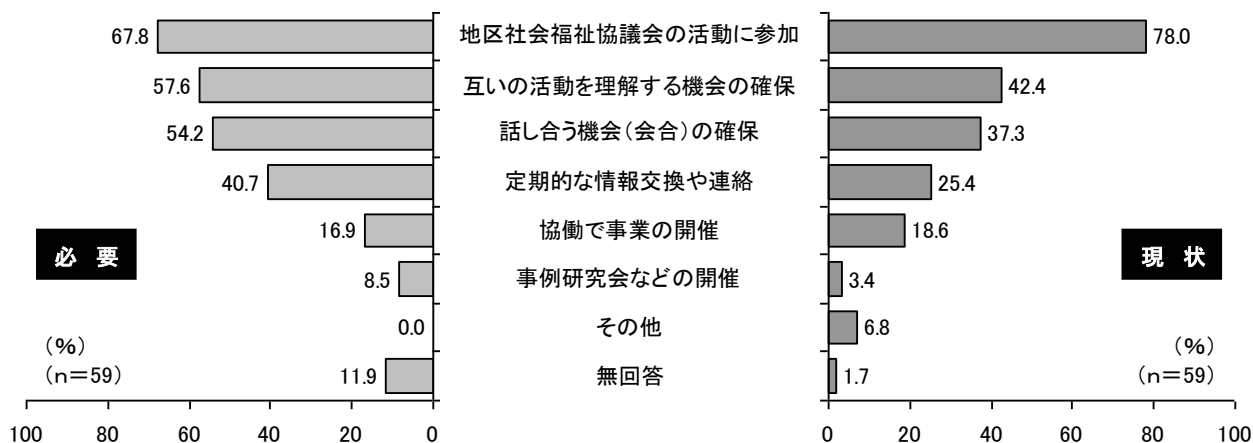 67.8 地区社会福祉協議会の活動に参加 78.0
57.6 互いの活動を理解する機会の確保 42.4
54.2 話し合う機会(会合)の確保 37.3
40.7 定期的な情報交換や連絡 25.4
16.9 協働で事業の開催 18.6
必 要 現 状
8.5 事例研究会などの開催 3.4
0.0 その他 6.8
(%) (%)
(n=59) 11.9 無回答 1.7 (n=59)
100 80 60 40 20 0 0 20 40 60 80 100